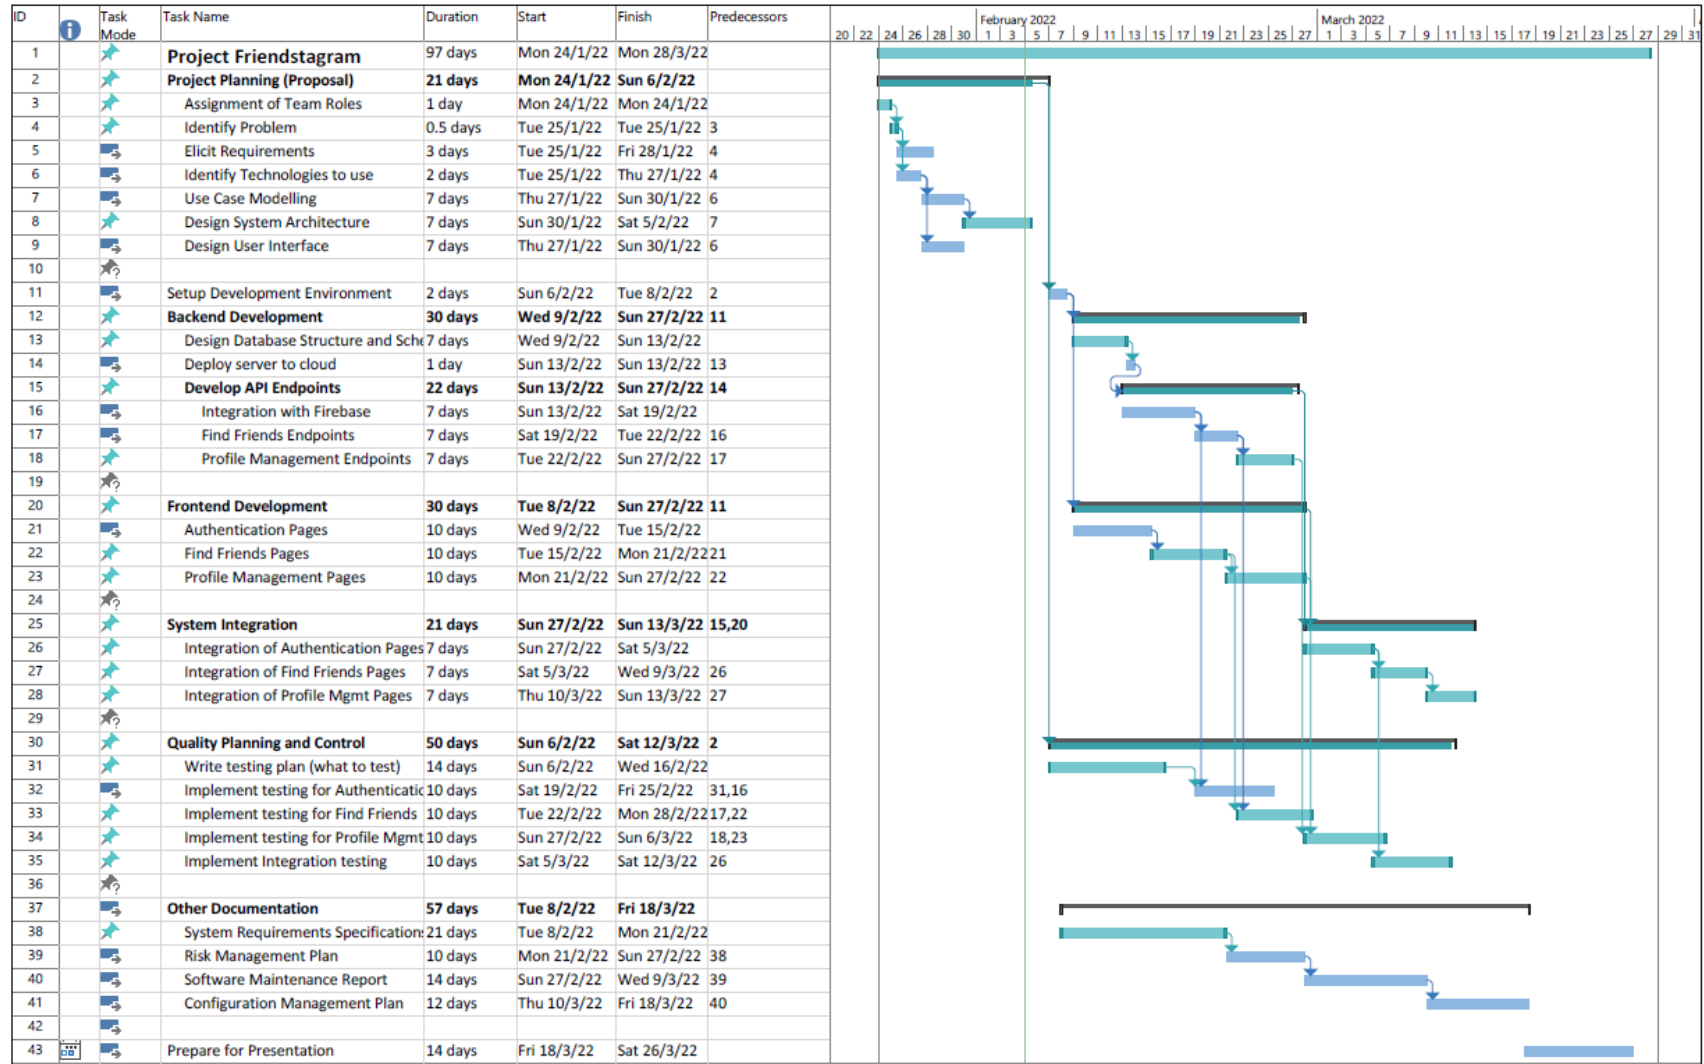 ID Task Mode Task Name Duration Start Finish Predecessors
February 2022 March 2022
20 22 24 26 28 30 1 3 5 7 9 11 13 15 17 19 21 23 25 27 1 3 5 7 9 11 13 15 17 19 21 23 25 27 29 31
1 Project Friendstagram 97 days Mon 24/1/22 Mon 28/3/22
2 Project Planning (Proposal) 21 days Mon 24/1/22 Sun 6/2/22
3 Assignment of Team Roles 1 day Mon 24/1/22 Mon 24/1/22
4 Identify Problem 0.5 days Tue 25/1/22 Tue 25/1/22 3
5 Elicit Requirements 3 days Tue 25/1/22 Fri 28/1/22 4
6 Identify Technologies to use 2 days Tue 25/1/22 Thu 27/1/22 4
7 Use Case Modelling 7 days Thu 27/1/22 Sun 30/1/22 6
8 Design System Architecture 7 days Sun 30/1/22 Sat 5/2/22 7
9 Design User Interface 7 days Thu 27/1/22 Sun 30/1/22 6
10
11 Setup Development Environment 2 days Sun 6/2/22 Tue 8/2/22 2
12 Backend Development 30 days Wed 9/2/22 Sun 27/2/22 11
13 Design Database Structure and Sche 7 days Wed 9/2/22 Sun 13/2/22
14 Deploy server to cloud 1 day Sun 13/2/22 Sun 13/2/22 13
15 Develop API Endpoints 22 days Sun 13/2/22 Sun 27/2/22 14
16 Integration with Firebase 7 days Sun 13/2/22 Sat 19/2/22
17 Find Friends Endpoints 7 days Sat 19/2/22 Tue 22/2/22 16
18 Profile Management Endpoints 7 days Tue 22/2/22 Sun 27/2/22 17
19
20 Frontend Development 30 days Tue 8/2/22 Sun 27/2/22 11
21 Authentication Pages 10 days Wed 9/2/22 Tue 15/2/22
22 Find Friends Pages 10 days Tue 15/2/22 Mon 21/2/22 21
23 Profile Management Pages 10 days Mon 21/2/22 Sun 27/2/22 22
24
25 System Integration 21 days Sun 27/2/22 Sun 13/3/22 15,20
26 Integration of Authentication Pages 7 days Sun 27/2/22 Sat 5/3/22
27 Integration of Find Friends Pages 7 days Sat 5/3/22 Wed 9/3/22 26
28 Integration of Profile Mgmt Pages 7 days Thu 10/3/22 Sun 13/3/22 27
29
30 Quality Planning and Control 50 days Sun 6/2/22 Sat 12/3/22 2
31 Write testing plan (what to test) 14 days Sun 6/2/22 Wed 16/2/22
32 Implement testing for Authenticatic 10 days Sat 19/2/22 Fri 25/2/22 31,16
33 Implement testing for Find Friends 10 days Tue 22/2/22 Mon 28/2/22 17,22
34 Implement testing for Profile Mgmt 10 days Sun 27/2/22 Sun 6/3/22 18,23
35 Implement Integration testing 10 days Sat 5/3/22 Sat 12/3/22 26
36
37 Other Documentation 57 days Tue 8/2/22 Fri 18/3/22
38 System Requirements Specifications 21 days Tue 8/2/22 Mon 21/2/22
39 Risk Management Plan 10 days Mon 21/2/22 Sun 27/2/22 38
40 Software Maintenance Report 14 days Sun 27/2/22 Wed 9/3/22 39
41 Configuration Management Plan 12 days Thu 10/3/22 Fri 18/3/22 40
42
43 Prepare for Presentation 14 days Fri 18/3/22 Sat 26/3/22